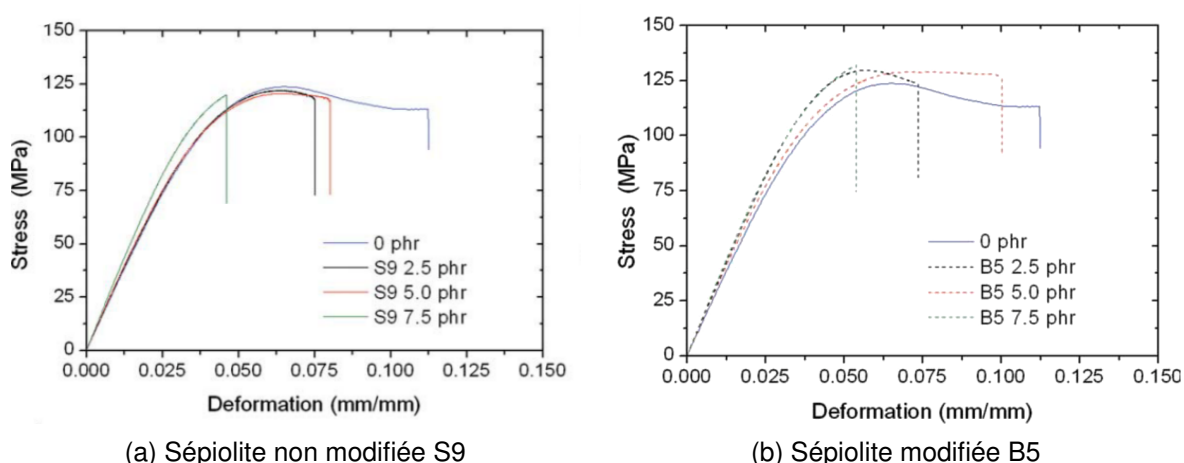 150
125
100
75
50
25
0
Stress (MPa)
0 phr
S9 2.5 phr
S9 5.0 phr
S9 7.5 phr
0.000 0.025 0.050 0.075 0.100 0.125 0.150
Deformation (mm/mm)
(a) Sépiolite non modifiée S9
150
125
100
75
50
25
0
Stress (MPa)
0 phr
B5 2.5 phr
B5 5.0 phr
B5 7.5 phr
0.000 0.025 0.050 0.075 0.100 0.125 0.150
Deformation (mm/mm)
(b) Sépiolite modifiée B5